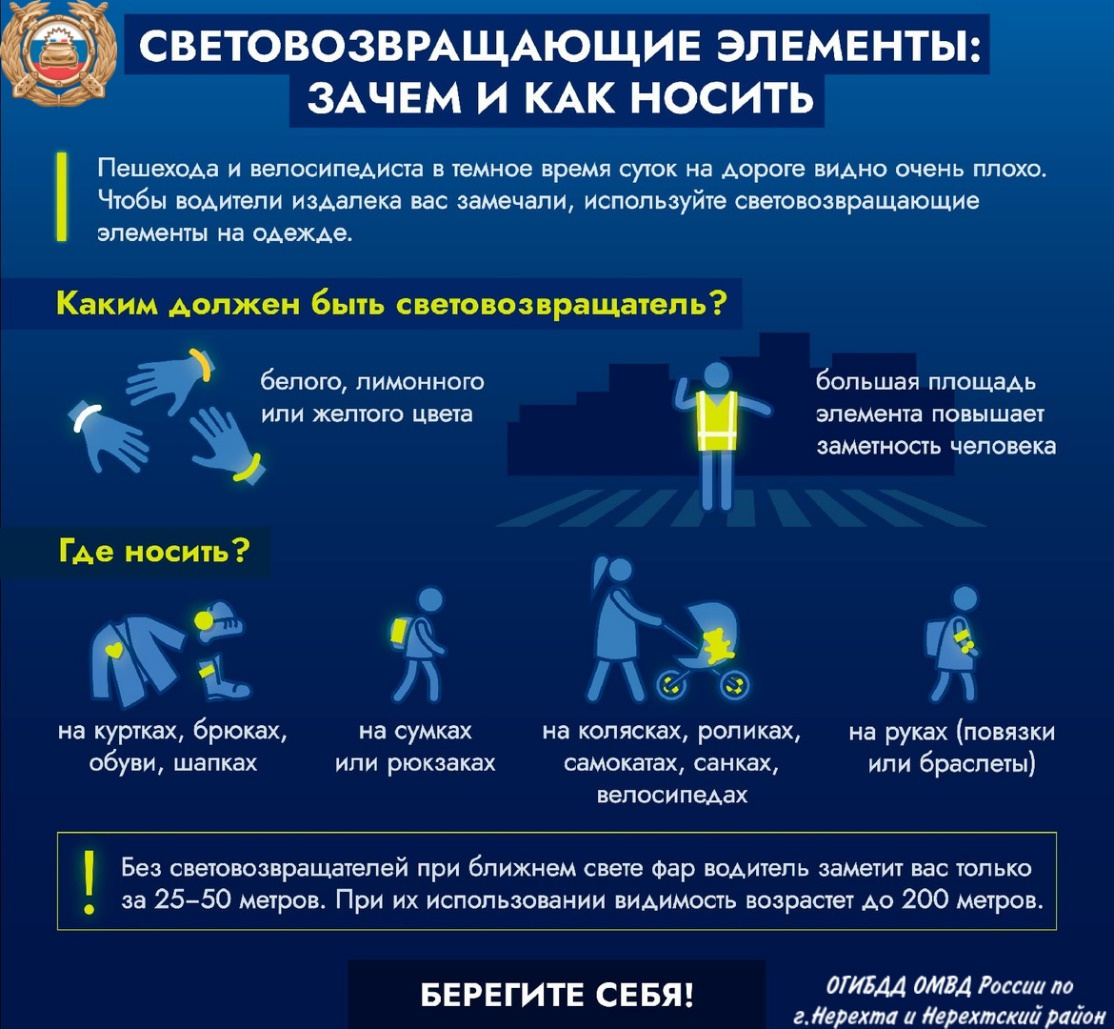 СВЕТОВОЗВРАЩАЮЩИЕ ЭЛЕМЕНТЫ:
ЗАЧЕМ И КАК НОСИТЬ
Пешехода и велосипедиста в темное время суток на дороге видно очень плохо.
Чтобы водители издалека вас замечали, используйте световозвращающие
элементы на одежде.
Каким должен быть световозвращатель?
белого, лимонного
или желтого цвета
большая площадь
элемента повышает
заметность человека
Где носить?
на куртках, брюках,
обуви, шапках
на сумках
или рюкзаках
на колясках, роликах,
самокатах, санках,
велосипедах
на руках (повязки
или браслеты)
! Без световозвращателей при ближнем свете фар водитель заметит вас только
за 25–50 метров. При их использовании видимость возрастет до 200 метров.
БЕРЕГИТЕ СЕБЯ!
ОГИБДД ОМВД России по
г.Нерехта и Нерехтский район